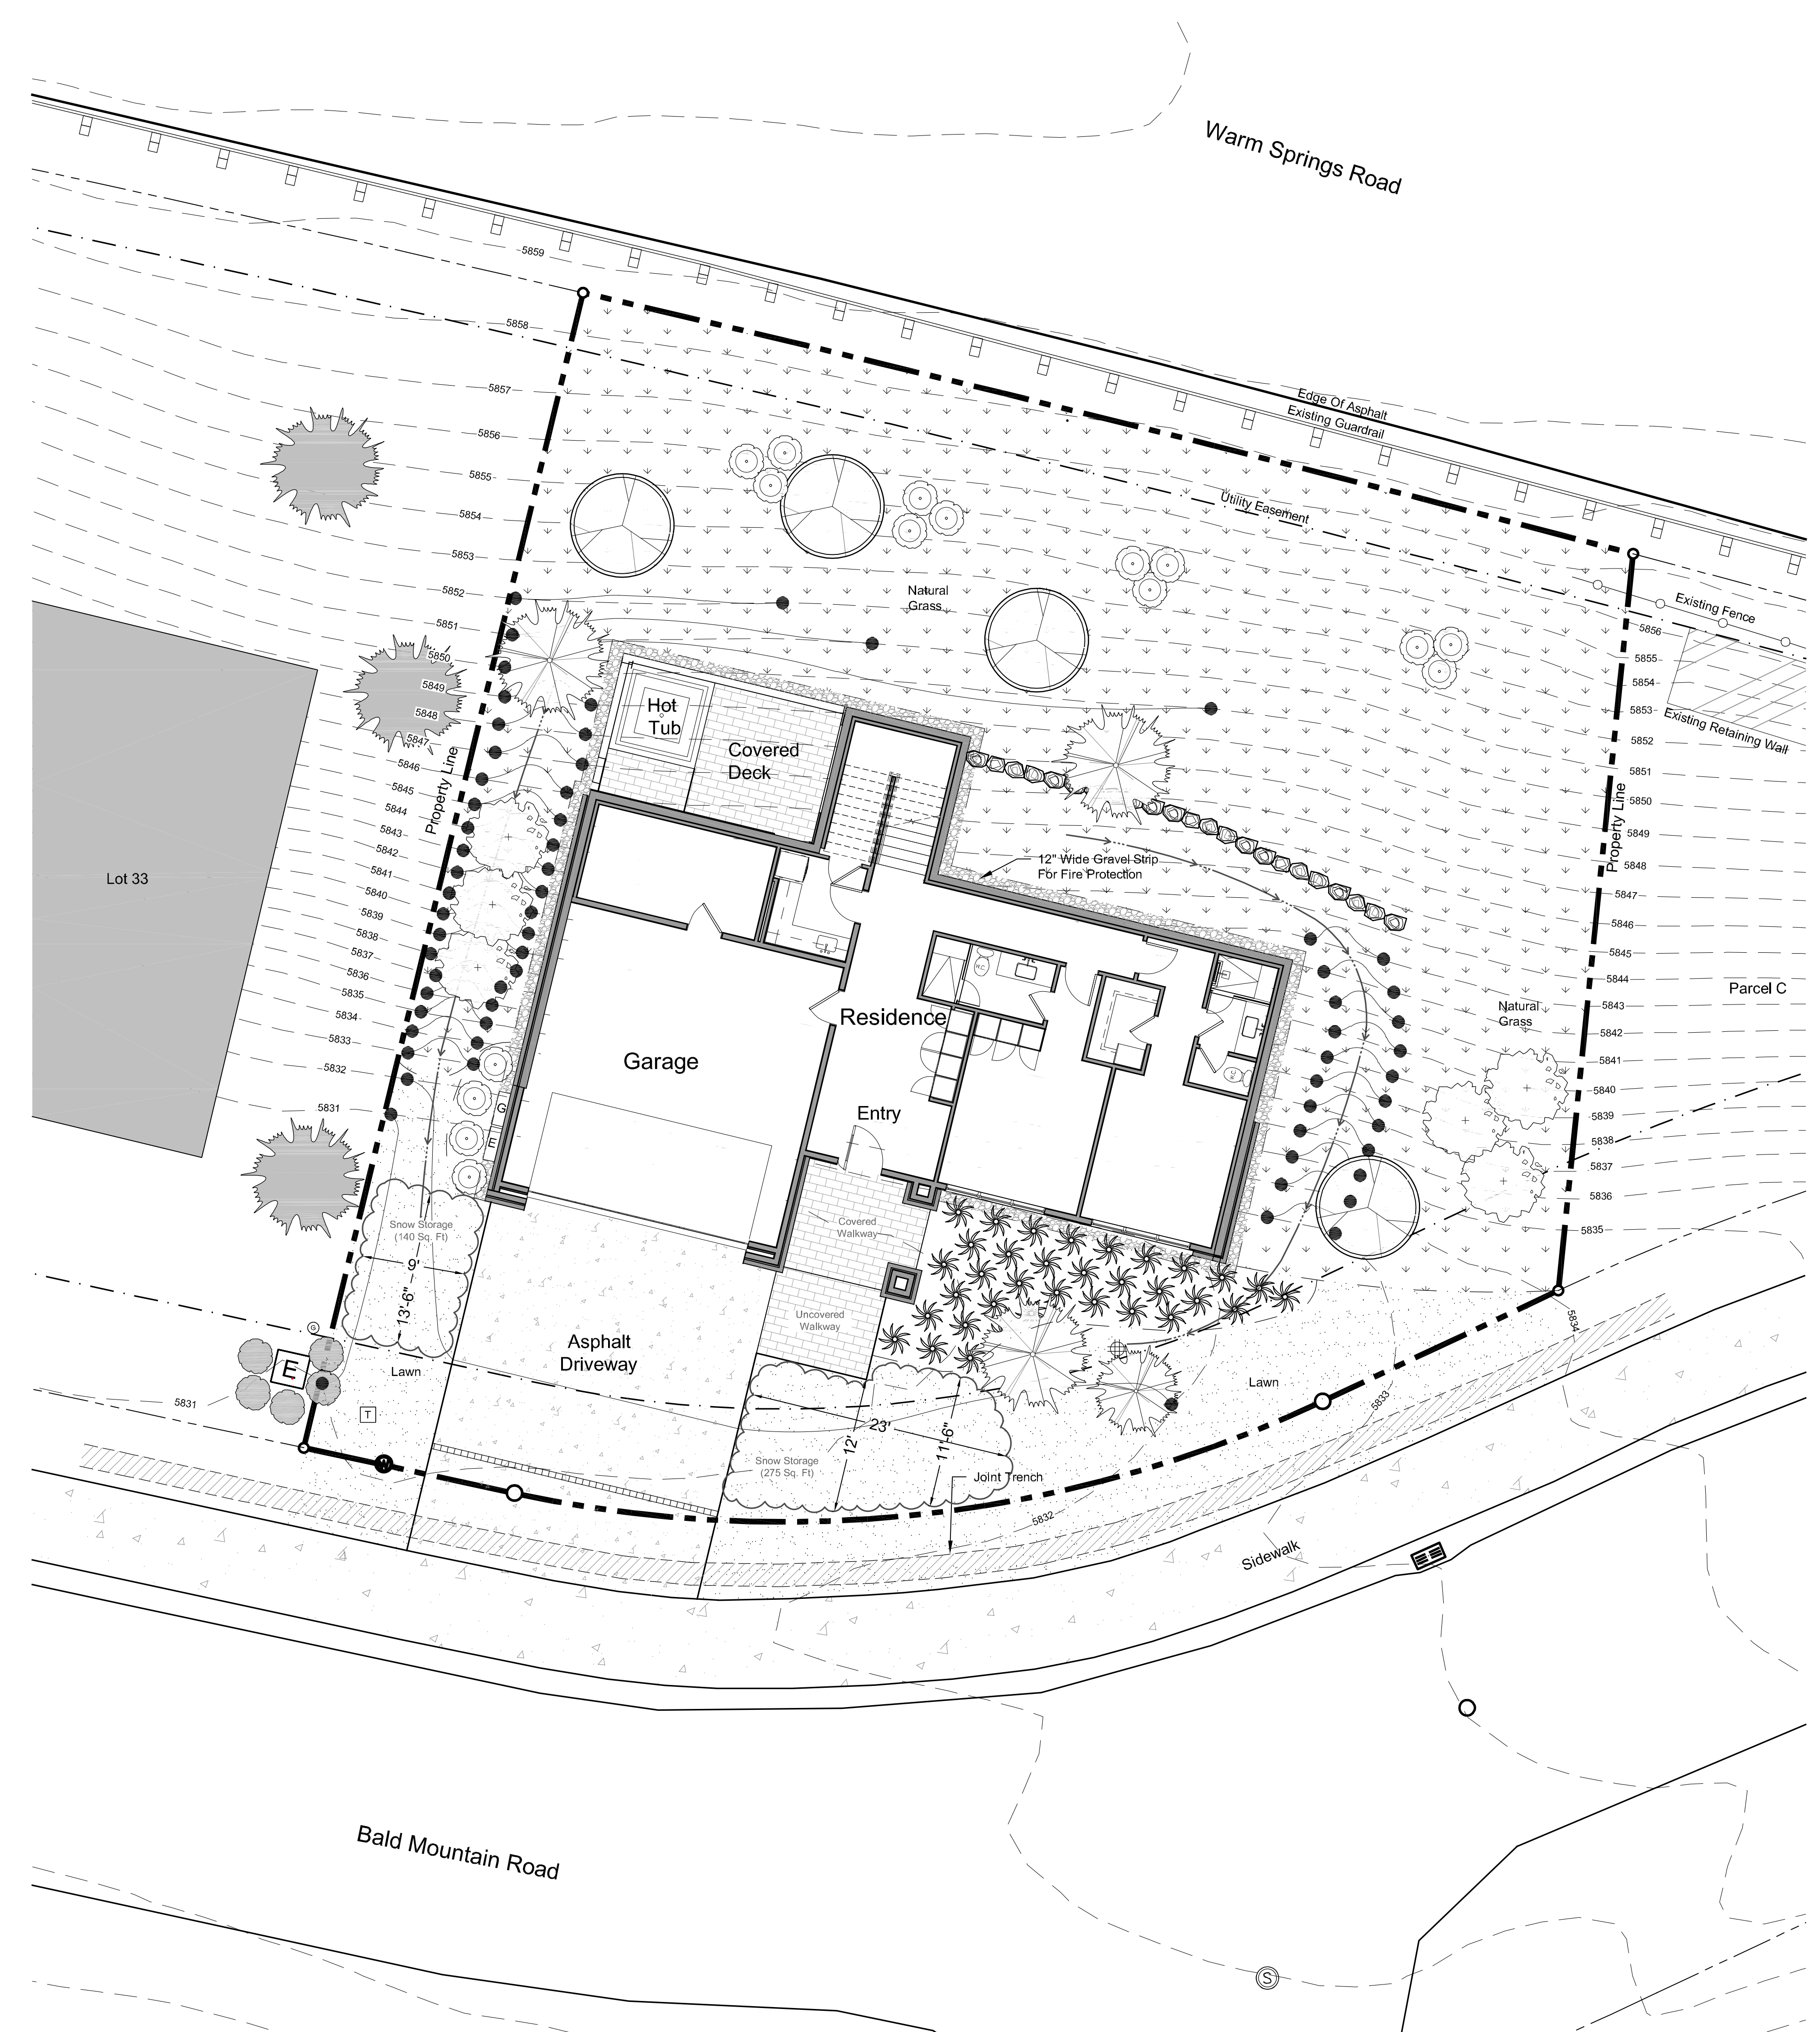 Warm Springs Road
5859
5858
5857
5856
5855
5854
5853
5852
5851
5850
5849
5848
5847
5846
5845
5844
5843
5842
5841
5840
5839
5838
5837
5836
5835
5834
5833
5832
5831
Edge Of Asphalt
Existing Guardrail
Utility Easement
Existing Fence
Existing Retaining Wall
Natural
Grass
Property Line
Property Line
5856
5855
5854
5853
5852
5851
5850
5849
5848
5847
5846
5845
5844
5843
5842
5841
5840
5839
5838
5837
5836
5835
5834
5833
5832
5831
Parcel C
Natural
Grass
Lot 33
Hot
Tub
Covered
Deck
12" Wide Gravel Strip
For Fire Protection
Residence
Garage
Entry
G
E
Snow Storage
(140 Sq. Ft)
9'
13'-6"
Covered
Walkway
Uncovered
Walkway
Asphalt
Driveway
G
E
T
W
Lawn
Lawn
23'
12'
11'-6"
Snow Storage
(275 Sq. Ft)
Joint Trench
Sidewalk
Bald Mountain Road
S